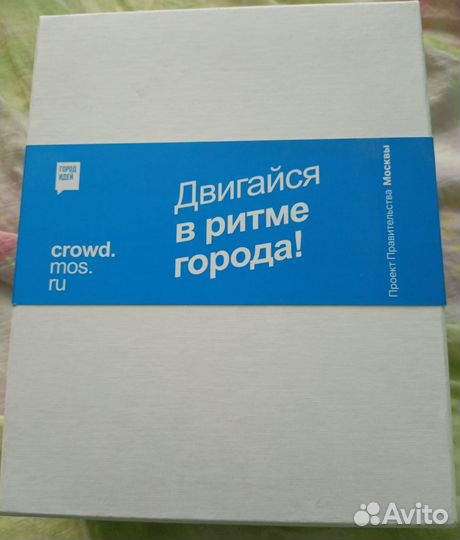 ГОРОД
ИДЕЙ
crowd.
mos.
ru
Двигайся
в ритме
города!
Проект Правительства Москвы
Avito